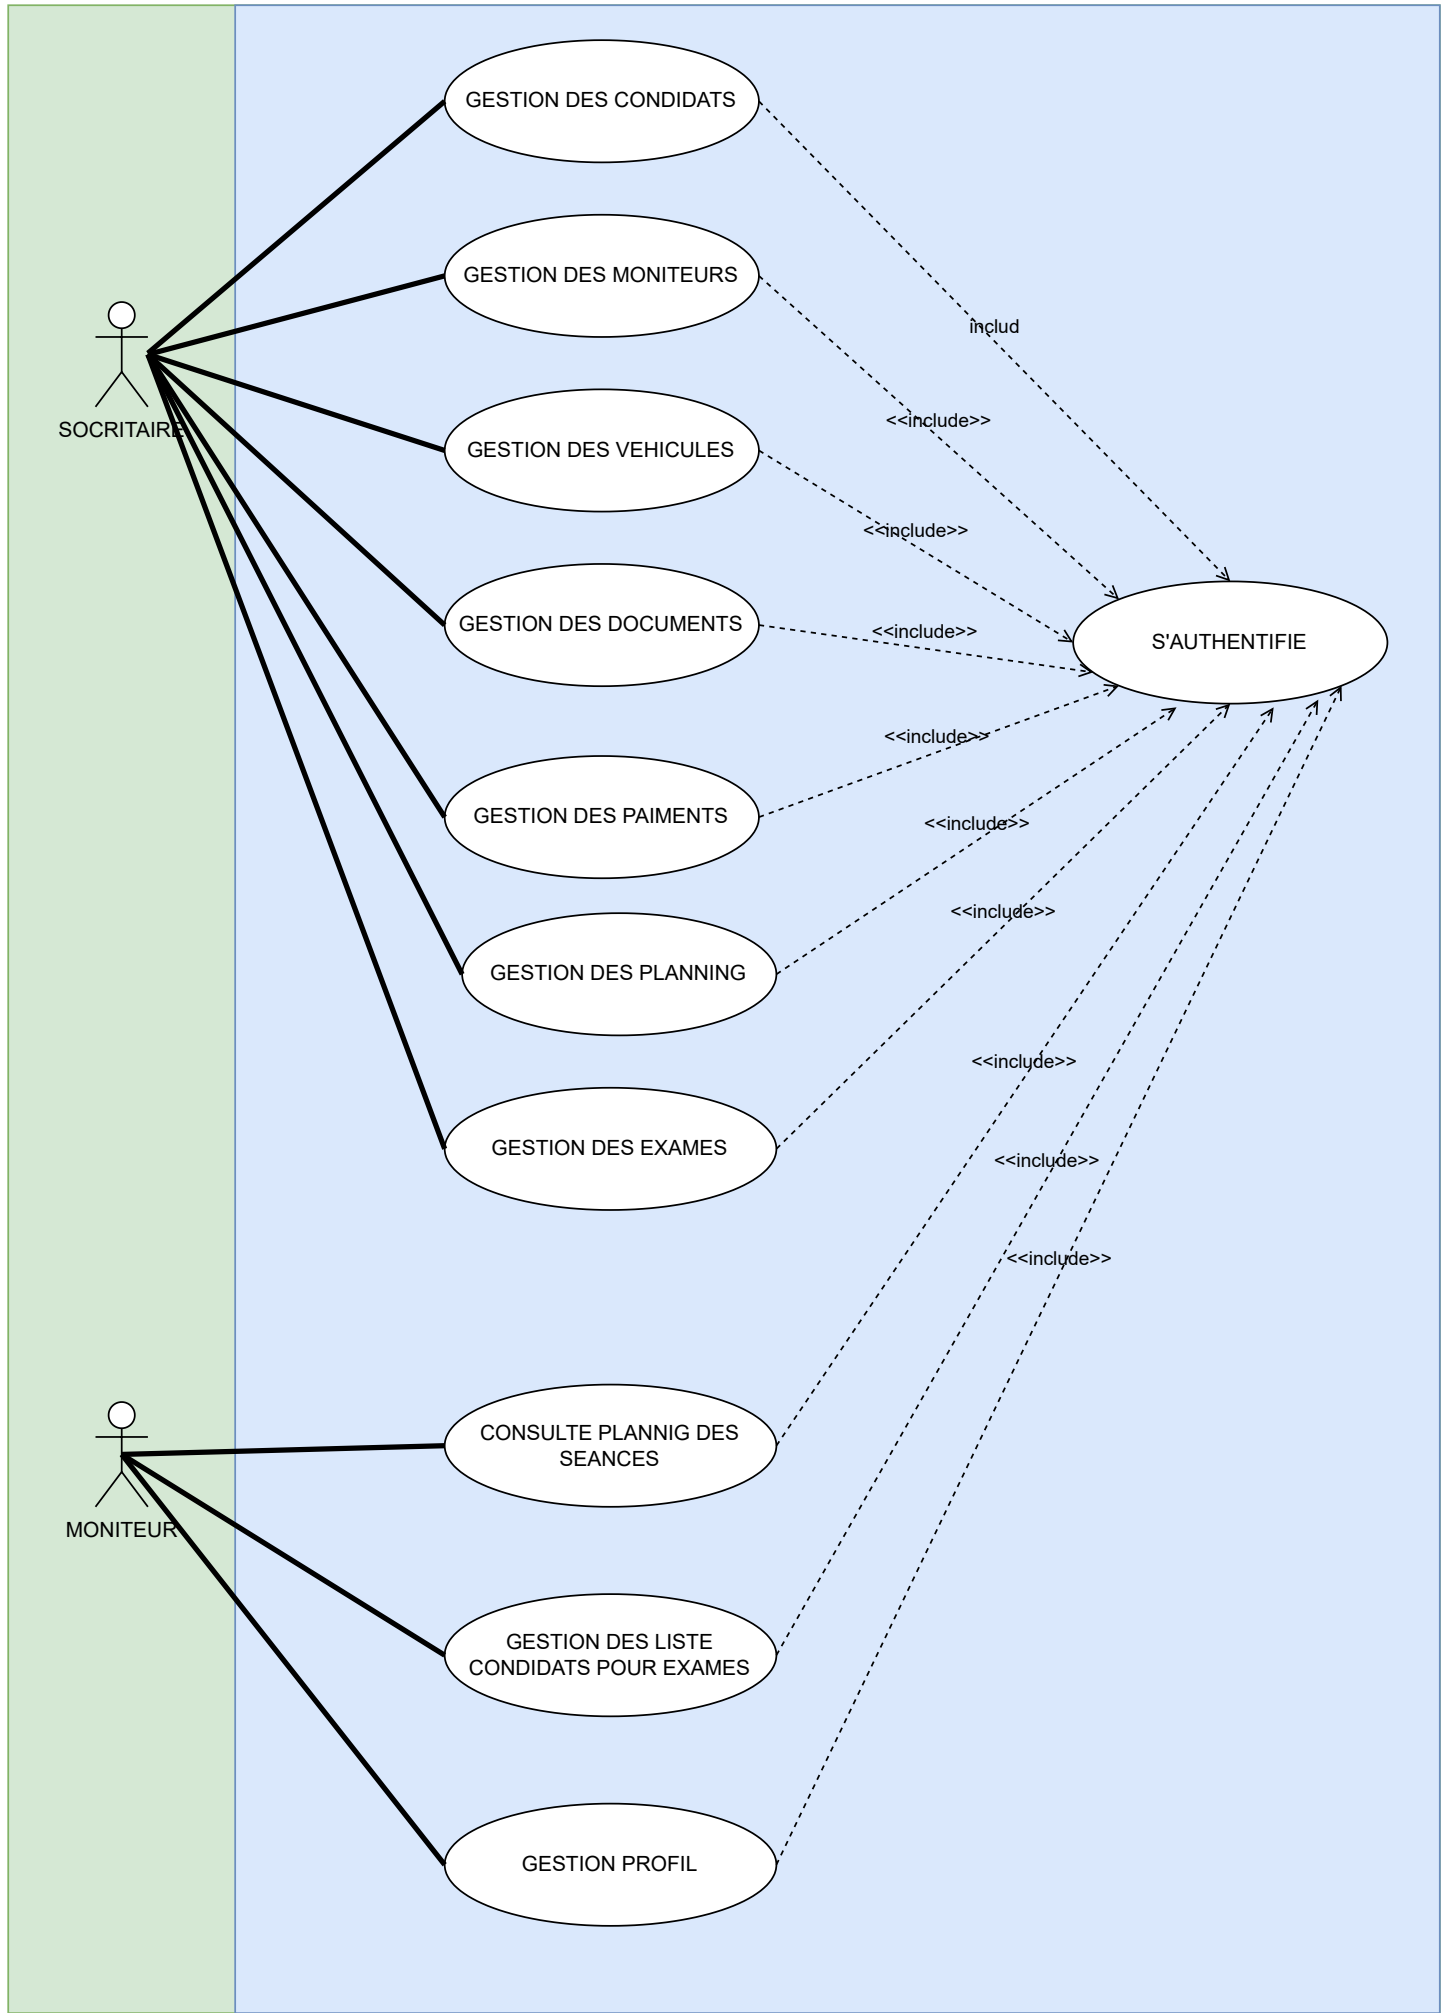 GESTION DES CONDIDATS
GESTION DES MONITEURS
includ
SOCRITAIRE
<<include>>
GESTION DES VEHICULES
<<include>>
GESTION DES DOCUMENTS
<<include>>
S'AUTHENTIFIE
<<include>>
GESTION DES PAIMENTS
<<include>>
<<include>>
GESTION DES PLANNING
<<include>>
GESTION DES EXAMES
<<include>>
<<include>>
CONSULTE PLANNIG DES
SEANCES
MONITEUR
GESTION DES LISTE
CONDIDATS POUR EXAMES
GESTION PROFIL